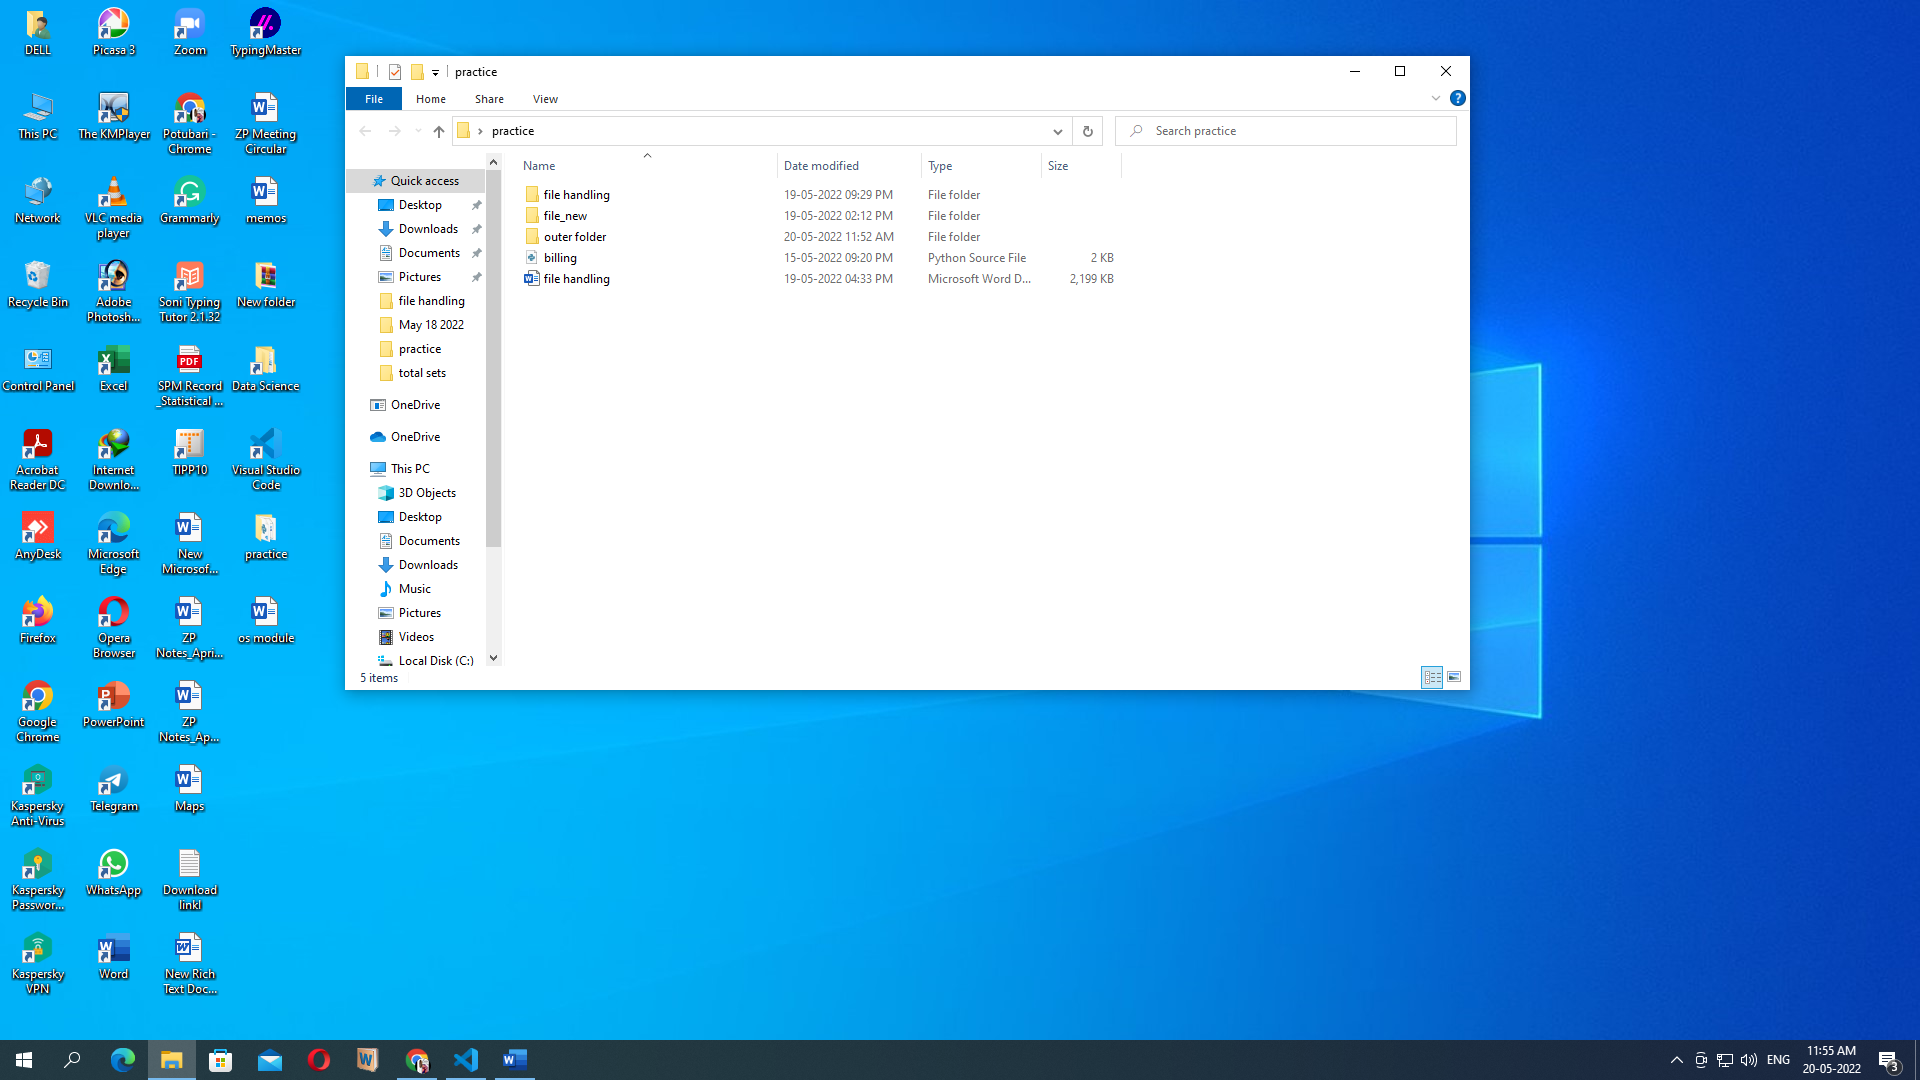 DELL
Picasa 3
Zoom
TypingMaster
This PC
The KMPlayer
Potubari -
Chrome
ZP Meeting
Circular
Network
VLC media
player
Grammarly
memos
Recycle Bin
Adobe
Photosh...
Soni Typing
Tutor 2.1.32
New folder
Control Panel
Excel
SPM Record
_Statistical ...
Data Science
Acrobat
Reader DC
Internet
Downlo...
TIPP10
Visual Studio
Code
AnyDesk
Microsoft
Edge
New
Microsof...
practice
Firefox
Opera
Browser
ZP
Notes_Apri...
os module
Google
Chrome
PowerPoint
ZP
Notes_Ap...
Kaspersky
Anti-Virus
Telegram
Maps
Kaspersky
Passwor...
WhatsApp
Download
linkl
Kaspersky
VPN
Word
New Rich
Text Doc...
practice
File Home Share View
practice
Search practice
Name Date modified Type Size
file handling 19-05-2022 09:29 PM File folder
file_new 19-05-2022 02:12 PM File folder
outer folder 20-05-2022 11:52 AM File folder
billing 15-05-2022 09:20 PM Python Source File 2 KB
file handling 19-05-2022 04:33 PM Microsoft Word D... 2,199 KB
Quick access
Desktop
Downloads
Documents
Pictures
file handling
May 18 2022
practice
total sets
OneDrive
OneDrive
This PC
3D Objects
Desktop
Documents
Downloads
Music
Pictures
Videos
Local Disk (C:)
5 items
ENG
11:55 AM
20-05-2022
3